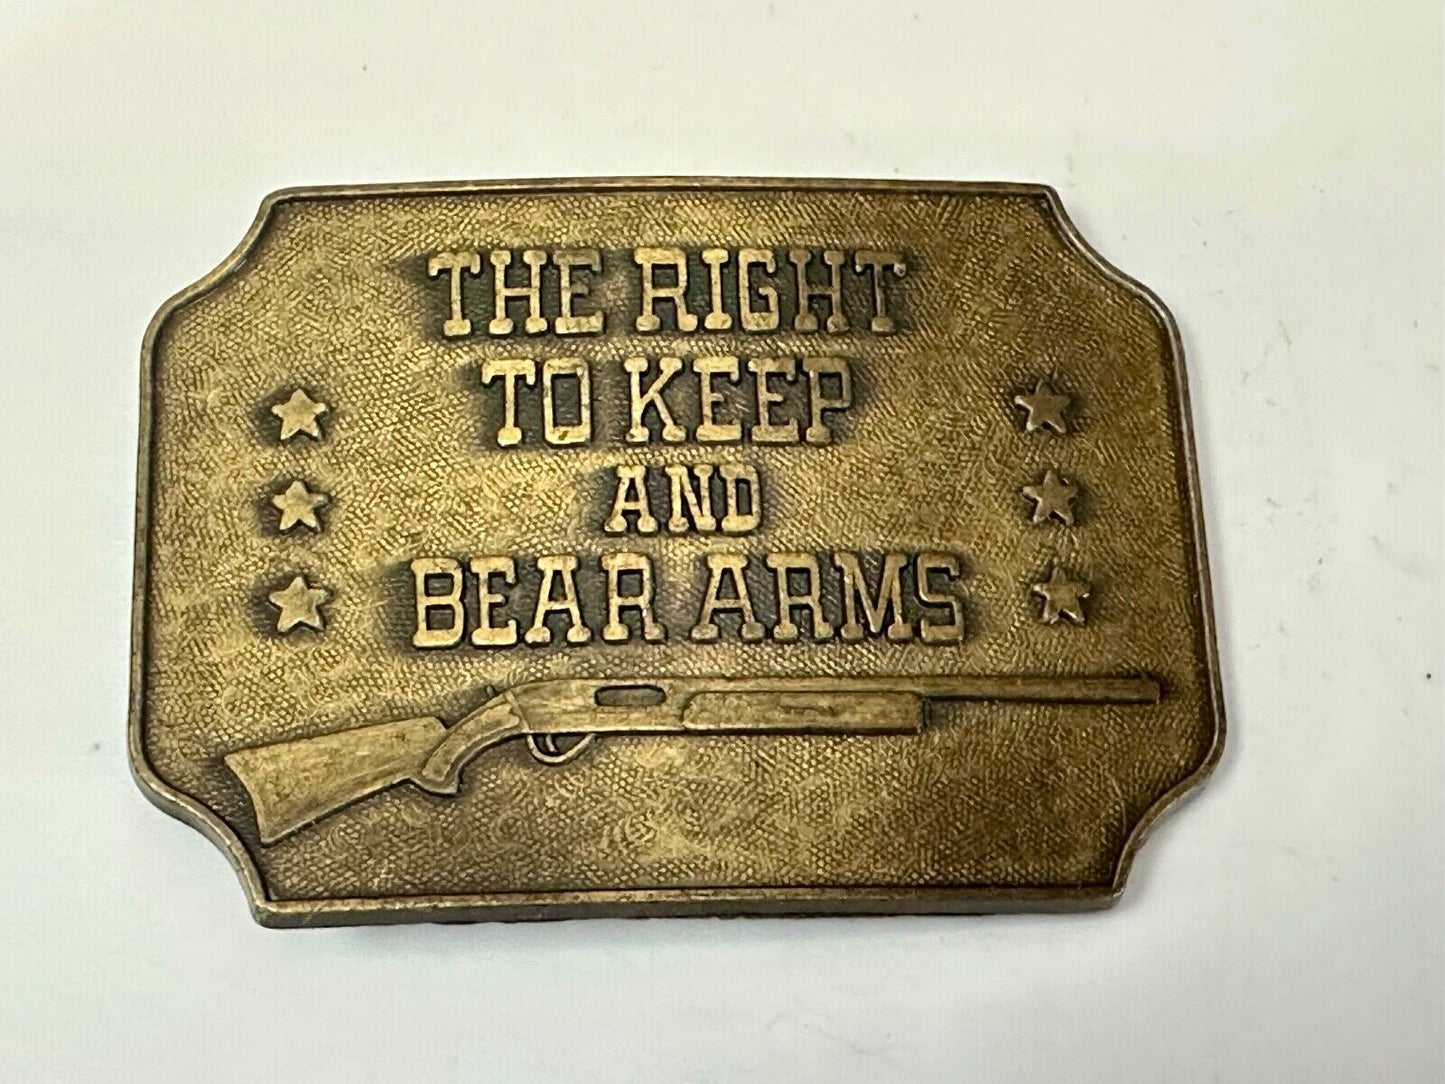 THE RIGHT
TO KEEP
AND
BEAR ARMS